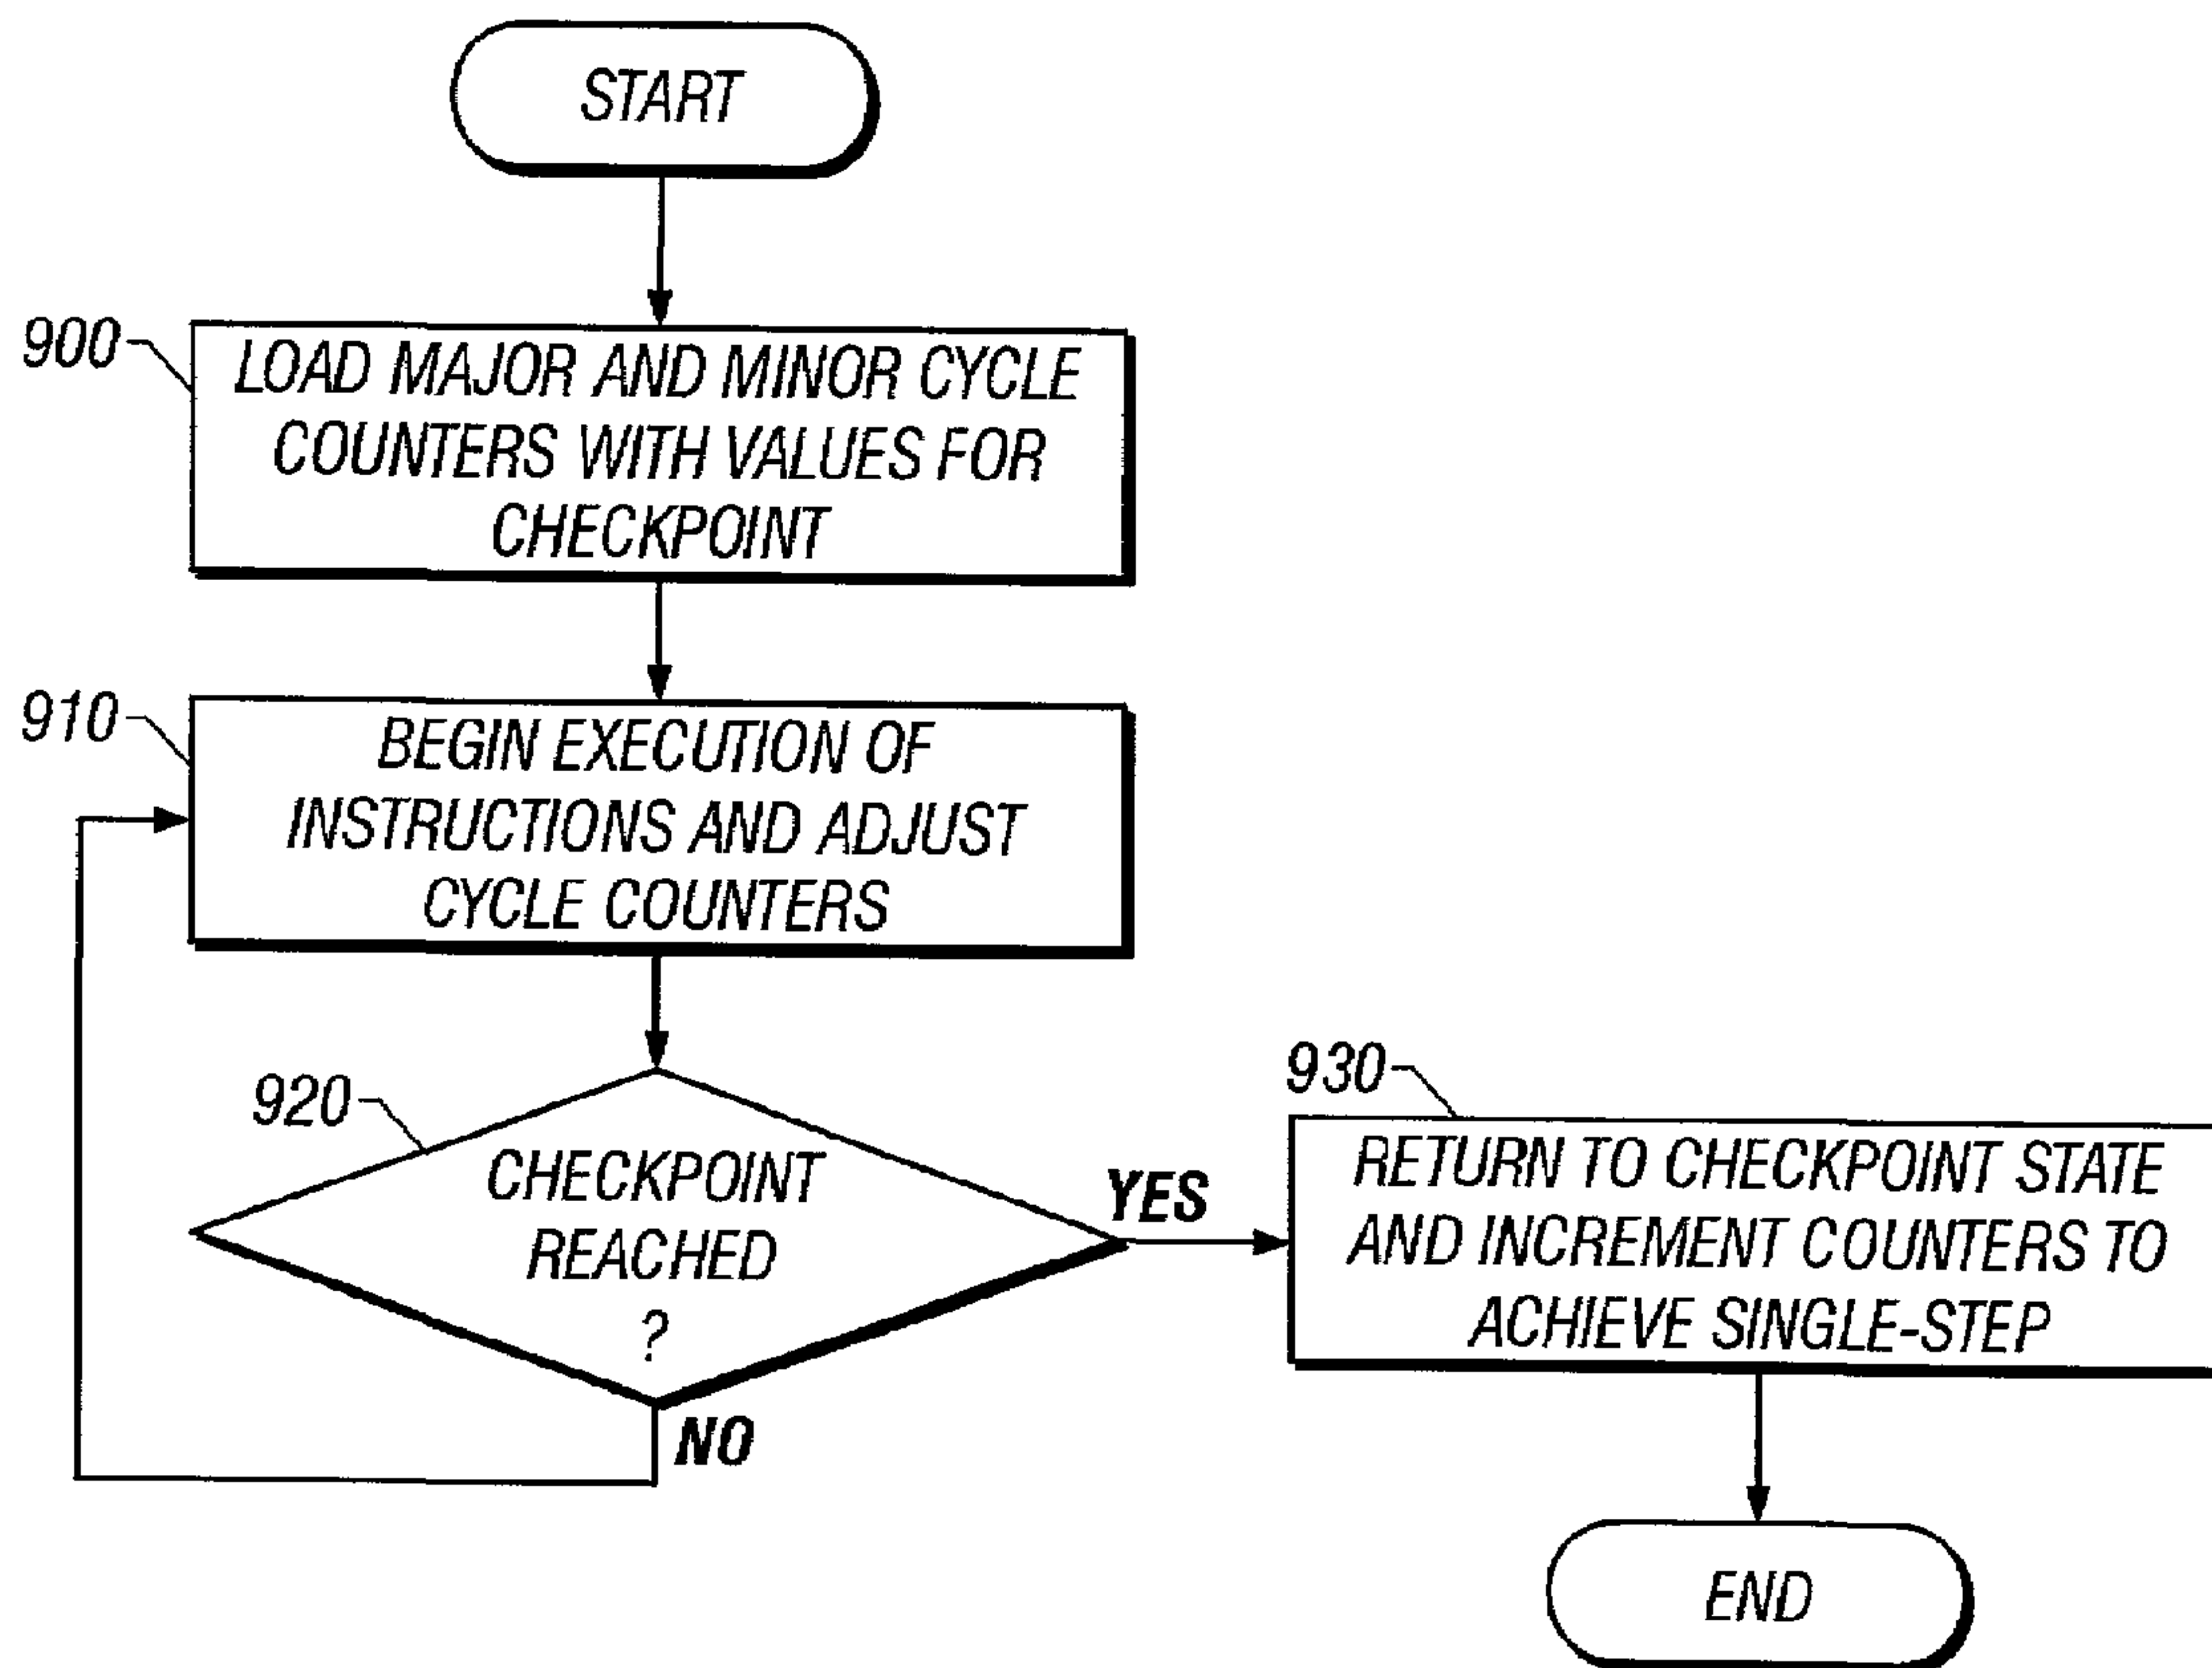 START
900
LOAD MAJOR AND MINOR CYCLE
COUNTERS WITH VALUES FOR
CHECKPOINT
910
BEGIN EXECUTION OF
INSTRUCTIONS AND ADJUST
CYCLE COUNTERS
920
CHECKPOINT
REACHED
?
YES
NO
930
RETURN TO CHECKPOINT STATE
AND INCREMENT COUNTERS TO
ACHIEVE SINGLE-STEP
END